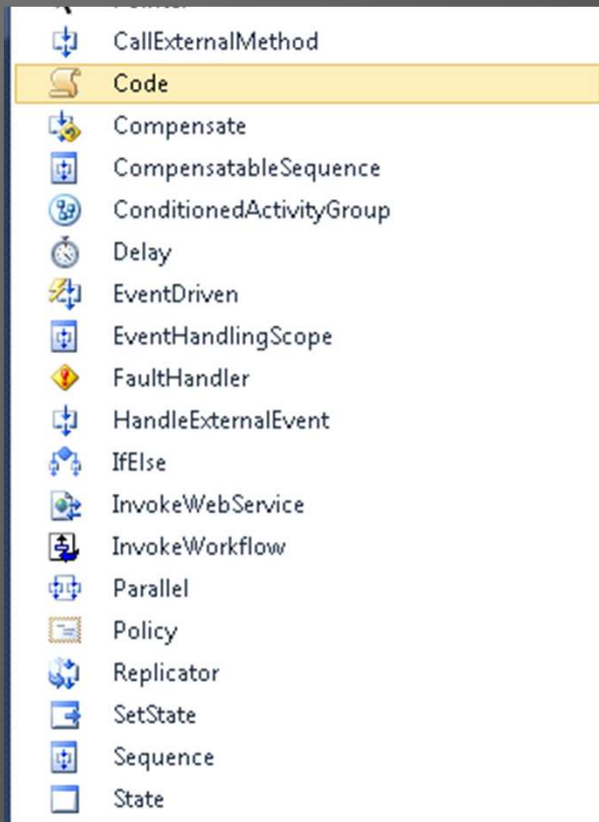 CallExternalMethod
Code
Compensate
CompensatableSequence
ConditionedActivityGroup
Delay
EventDriven
EventHandlingScope
FaultHandler
HandleExternalEvent
IfElse
InvokeWebService
InvokeWorkflow
Parallel
Policy
Replicator
SetState
Sequence
State